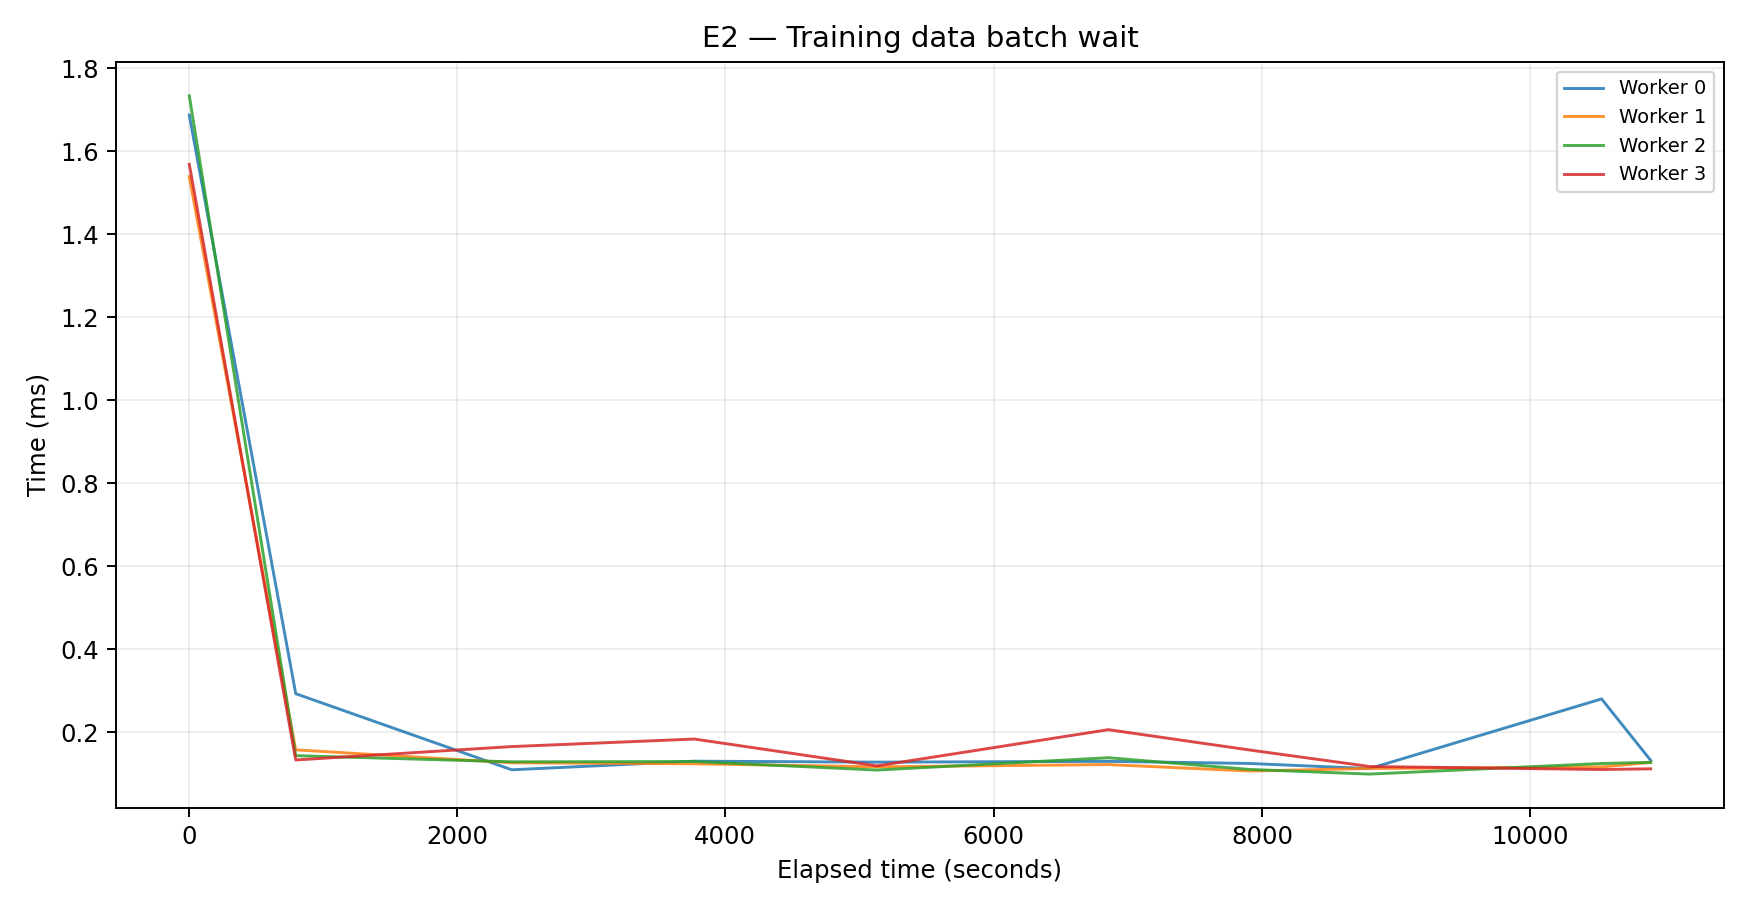 E2 — Training data batch wait
1.8
1.6
1.4
1.2
1.0
0.8
0.6
0.4
0.2
Time (ms)
Worker 0
Worker 1
Worker 2
Worker 3
0 2000 4000 6000 8000 10000
Elapsed time (seconds)